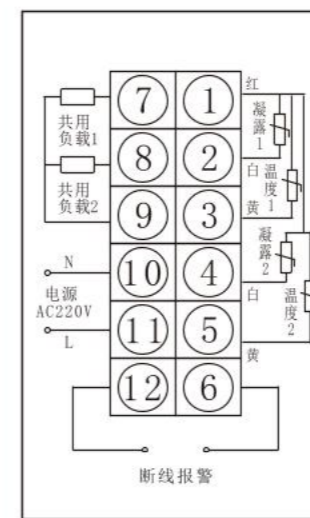 ⑦ ① 红
共用
负载1
凝露1
⑧ ② 白
共用
负载2
温度1
⑨ ③ 黄
N ⑩ ④ 白
凝露2
电源
AC220V
L ⑪ ⑤ 黄
温度2
⑫ ⑥
断线报警